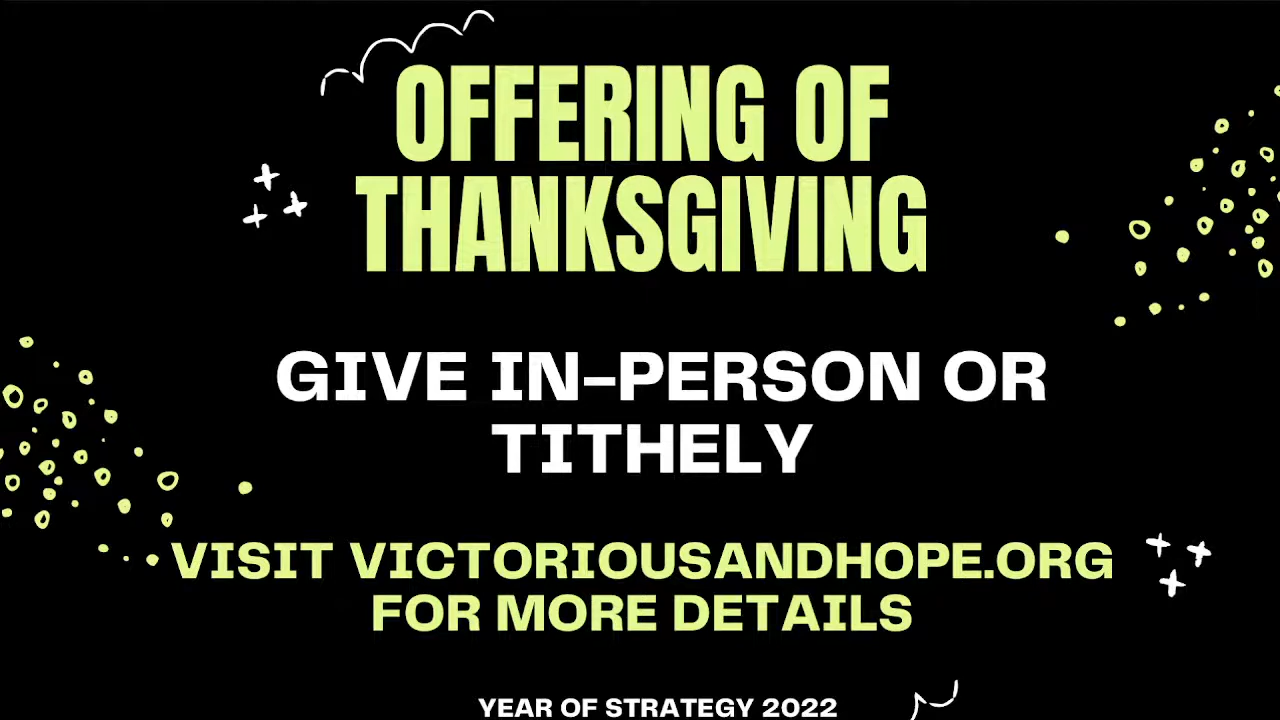 OFFERING OF
THANKSGIVING
GIVE IN-PERSON OR
TITHELY
VISIT VICTORIOUSANDHOPE.ORG
FOR MORE DETAILS
YEAR OF STRATEGY 2022